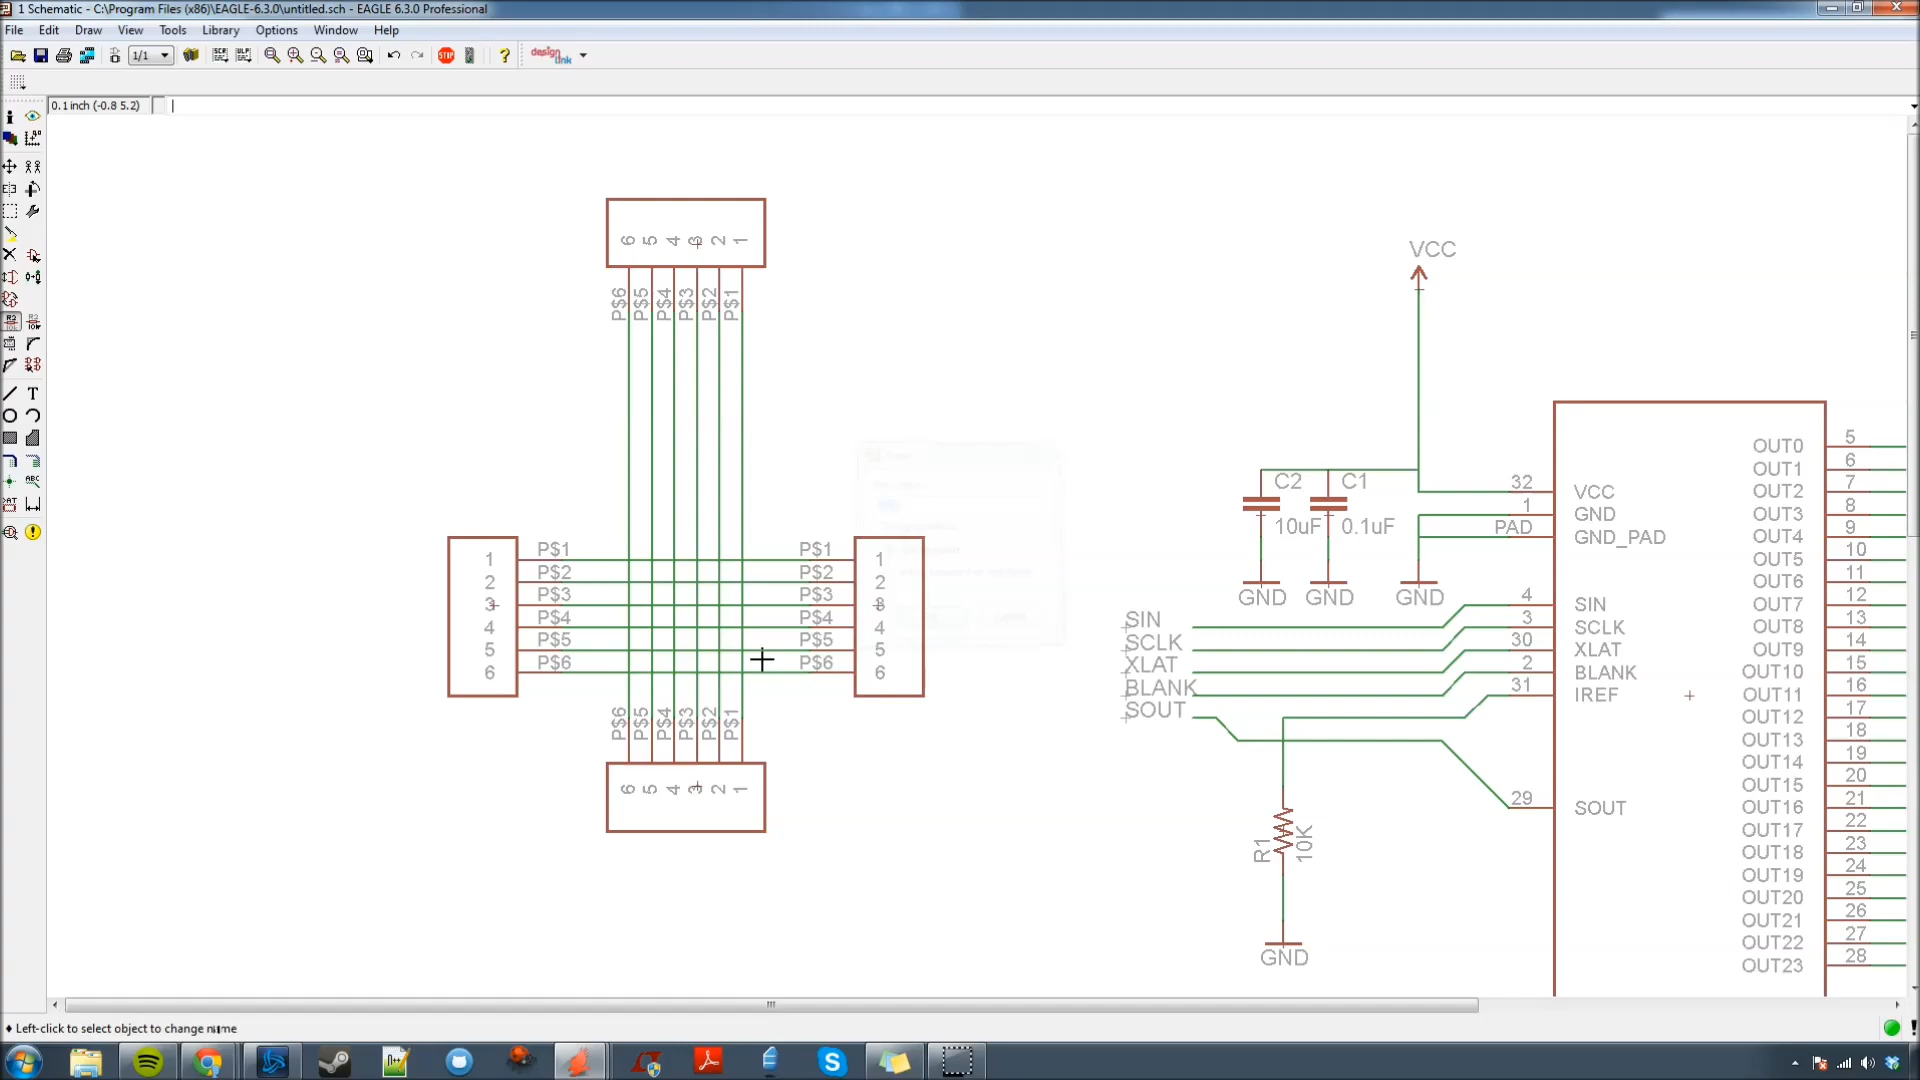 1 Schematic - C:\Program Files (x86)\EAGLE-6.3.0\untitled.sch - EAGLE 6.3.0 Professional
File Edit Draw View Tools Library Options Window Help
1/1 SCR ULP STOP ? design link
0.1 inch (-0.8 5.2)
6 5 4 3 2 1
P$6 P$5 P$4 P$3 P$2 P$1
1 P$1 P$1 1
2 P$2 P$2 2
3 P$3 P$3 3
4 P$4 P$4 4
5 P$5 P$5 5
6 P$6 P$6 6
P$6 P$5 P$4 P$3 P$2 P$1
6 5 4 3 2 1
VCC
C2 C1
10uF 0.1uF
GND GND GND
SIN
SCLK
XLAT
BLANK
SOUT
R1 10K
GND
32 VCC
1 GND
PAD GND_PAD
4 SIN
3 SCLK
30 XLAT
2 BLANK
31 IREF
29 SOUT
OUT0 5
OUT1 6
OUT2 7
OUT3 8
OUT4 9
OUT5 10
OUT6 11
OUT7 12
OUT8 13
OUT9 14
OUT10 15
OUT11 16
OUT12 17
OUT13 18
OUT14 19
OUT15 20
OUT16 21
OUT17 22
OUT18 23
OUT19 24
OUT20 25
OUT21 26
OUT22 27
OUT23 28
Left-click to select object to change name